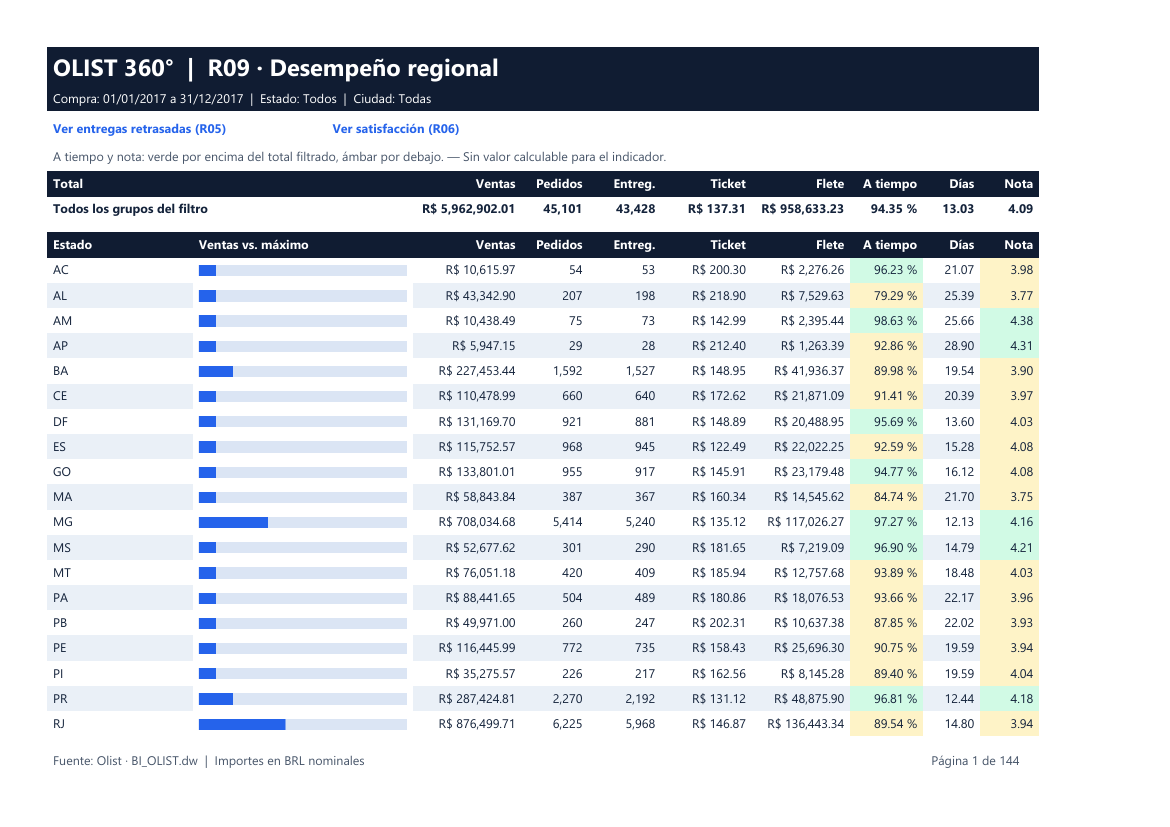 OLIST 360° | R09 · Desempeño regional
Compra: 01/01/2017 a 31/12/2017 | Estado: Todos | Ciudad: Todas
Ver entregas retrasadas (R05) Ver satisfacción (R06)
A tiempo y nota: verde por encima del total filtrado, ámbar por debajo. — Sin valor calculable para el indicador.
Total Ventas Pedidos Entreg. Ticket Flete A tiempo Días Nota
Todos los grupos del filtro R$ 5,962,902.01 45,101 43,428 R$ 137.31 R$ 958,633.23 94.35 % 13.03 4.09
Estado Ventas vs. máximo Ventas Pedidos Entreg. Ticket Flete A tiempo Días Nota
AC R$ 10,615.97 54 53 R$ 200.30 R$ 2,276.26 96.23 % 21.07 3.98
AL R$ 43,342.90 207 198 R$ 218.90 R$ 7,529.63 79.29 % 25.39 3.77
AM R$ 10,438.49 75 73 R$ 142.99 R$ 2,395.44 98.63 % 25.66 4.38
AP R$ 5,947.15 29 28 R$ 212.40 R$ 1,263.39 92.86 % 28.90 4.31
BA R$ 227,453.44 1,592 1,527 R$ 148.95 R$ 41,936.37 89.98 % 19.54 3.90
CE R$ 110,478.99 660 640 R$ 172.62 R$ 21,871.09 91.41 % 20.39 3.97
DF R$ 131,169.70 921 881 R$ 148.89 R$ 20,488.95 95.69 % 13.60 4.03
ES R$ 115,752.57 968 945 R$ 122.49 R$ 22,022.25 92.59 % 15.28 4.08
GO R$ 133,801.01 955 917 R$ 145.91 R$ 23,179.48 94.77 % 16.12 4.08
MA R$ 58,843.84 387 367 R$ 160.34 R$ 14,545.62 84.74 % 21.70 3.75
MG R$ 708,034.68 5,414 5,240 R$ 135.12 R$ 117,026.27 97.27 % 12.13 4.16
MS R$ 52,677.62 301 290 R$ 181.65 R$ 7,219.09 96.90 % 14.79 4.21
MT R$ 76,051.18 420 409 R$ 185.94 R$ 12,757.68 93.89 % 18.48 4.03
PA R$ 88,441.65 504 489 R$ 180.86 R$ 18,076.53 93.66 % 22.17 3.96
PB R$ 49,971.00 260 247 R$ 202.31 R$ 10,637.38 87.85 % 22.02 3.93
PE R$ 116,445.99 772 735 R$ 158.43 R$ 25,696.30 90.75 % 19.59 3.94
PI R$ 35,275.57 226 217 R$ 162.56 R$ 8,145.28 89.40 % 19.59 4.04
PR R$ 287,424.81 2,270 2,192 R$ 131.12 R$ 48,875.90 96.81 % 12.44 4.18
RJ R$ 876,499.71 6,225 5,968 R$ 146.87 R$ 136,443.34 89.54 % 14.80 3.94
Fuente: Olist · BI_OLIST.dw | Importes en BRL nominales Página 1 de 144